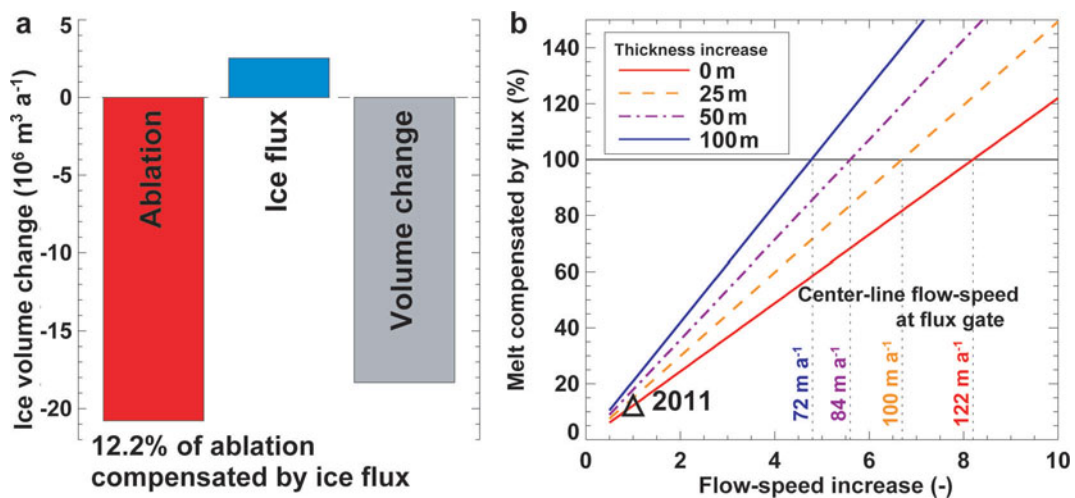 a
Ice volume change (10⁶ m³ a⁻¹)
5
0
-5
-10
-15
-20
Ablation
Ice flux
Volume change
12.2% of ablation
compensated by ice flux
b
Melt compensated by flux (%)
140
120
100
80
60
40
20
0
Thickness increase
0 m
25 m
50 m
100 m
Center-line flow-speed
at flux gate
72 m a⁻¹
84 m a⁻¹
100 m a⁻¹
122 m a⁻¹
2011
0
2
4
6
8
10
Flow-speed increase (-)